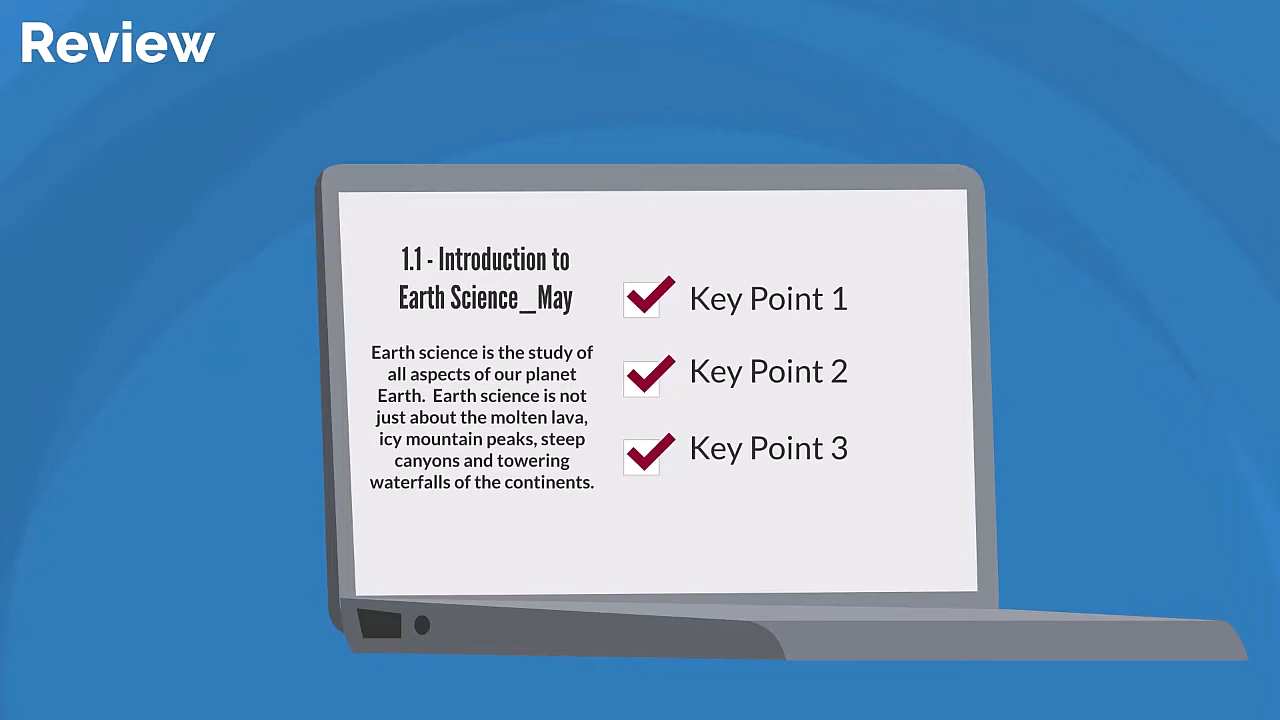 Review
1.1 - Introduction to
Earth Science_May
Earth science is the study of
all aspects of our planet
Earth.  Earth science is not
just about the molten lava,
icy mountain peaks, steep
canyons and towering
waterfalls of the continents.
Key Point 1
Key Point 2
Key Point 3